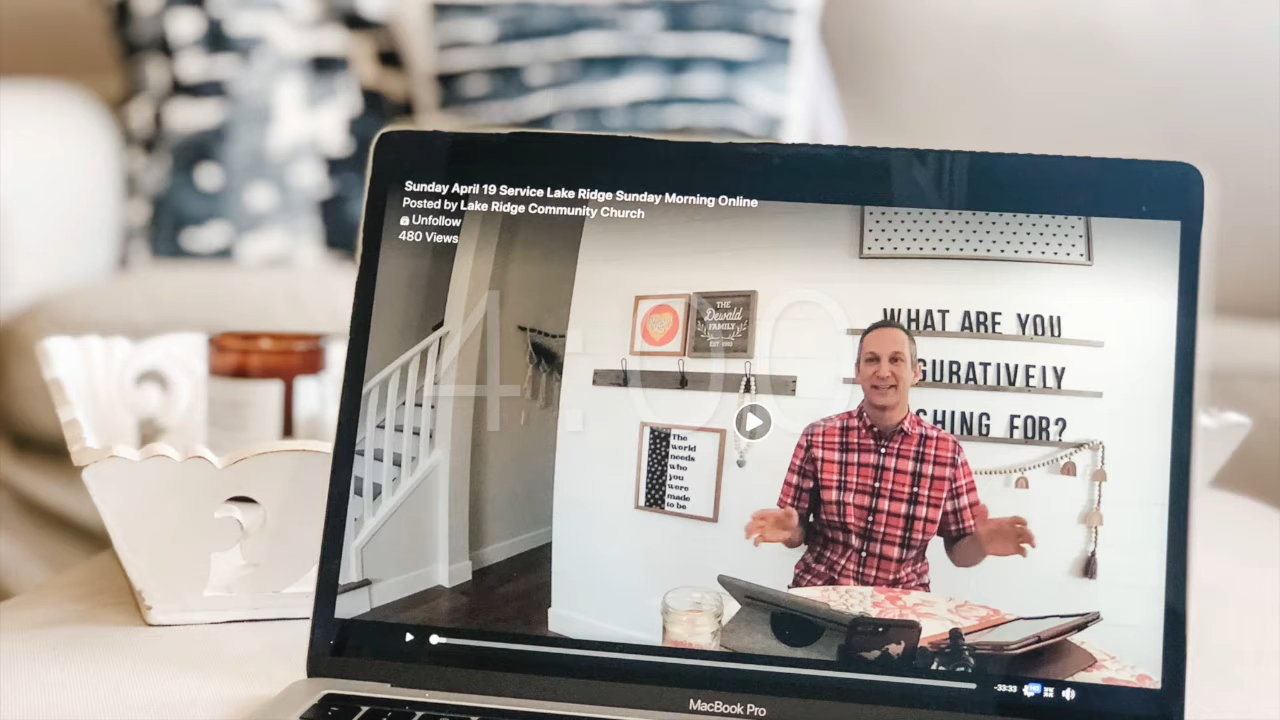 Sunday April 19 Service Lake Ridge Sunday Morning Online
Posted by Lake Ridge Community Church
Unfollow
480 Views
4:00
THE
Dewald
FAMILY
WHAT ARE YOU
GURATIVELY
SHING FOR?
The
world
needs
who
you
were
made
to be
-33:33
MacBook Pro